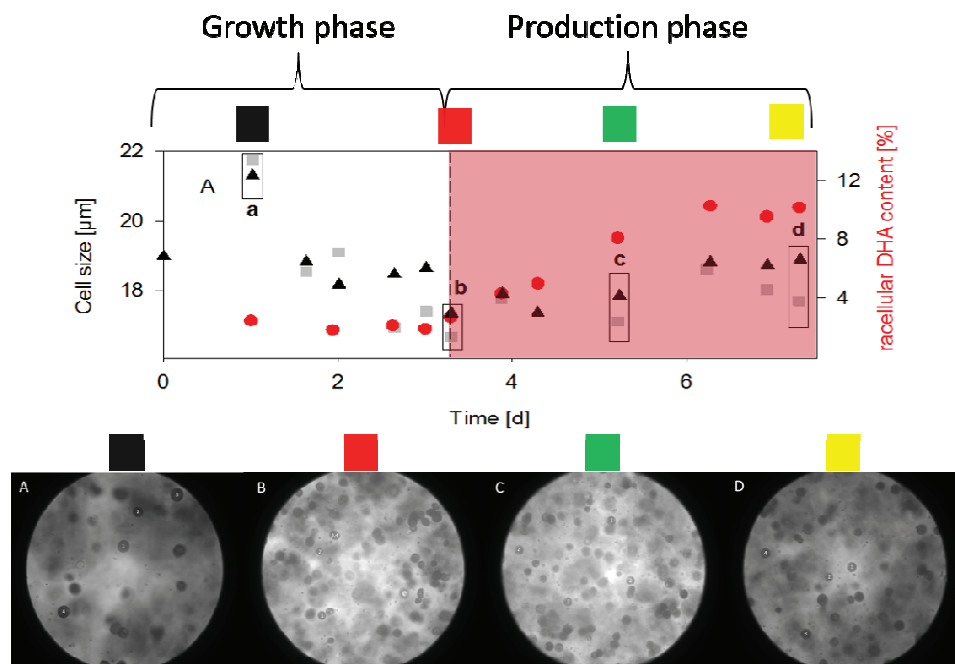 Growth phase
Production phase
22
20
18
Cell size [µm]
A
a
b
c
d
12
8
4
racellular DHA content [%]
0
2
4
6
Time [d]
A
B
C
D